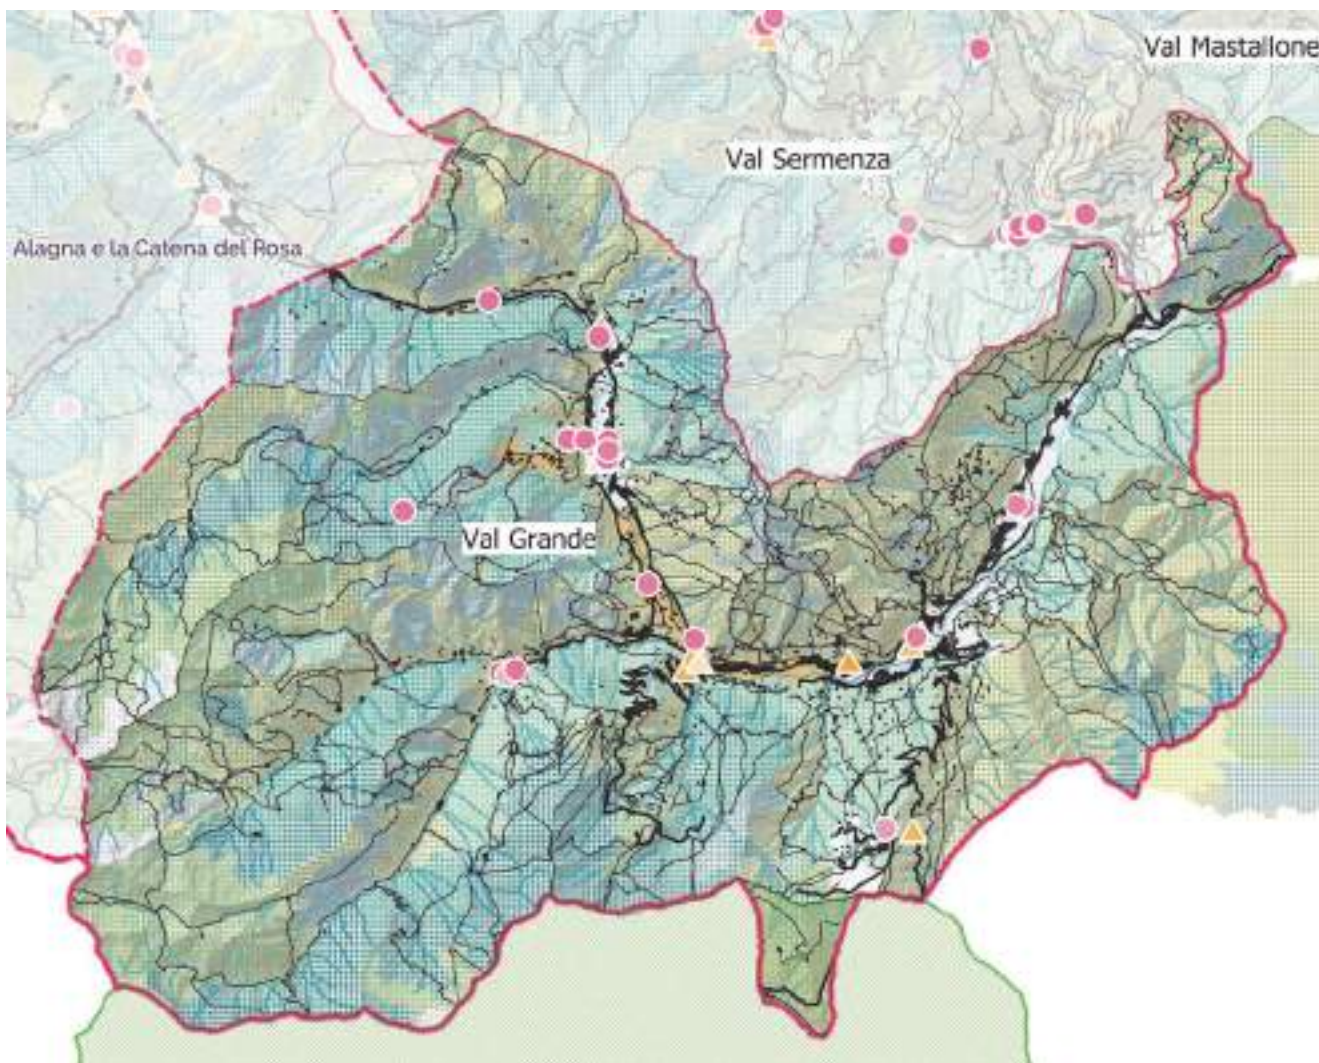 Val Mastallone
Val Sermenza
Alagna e la Catena del Rosa
Val Grande